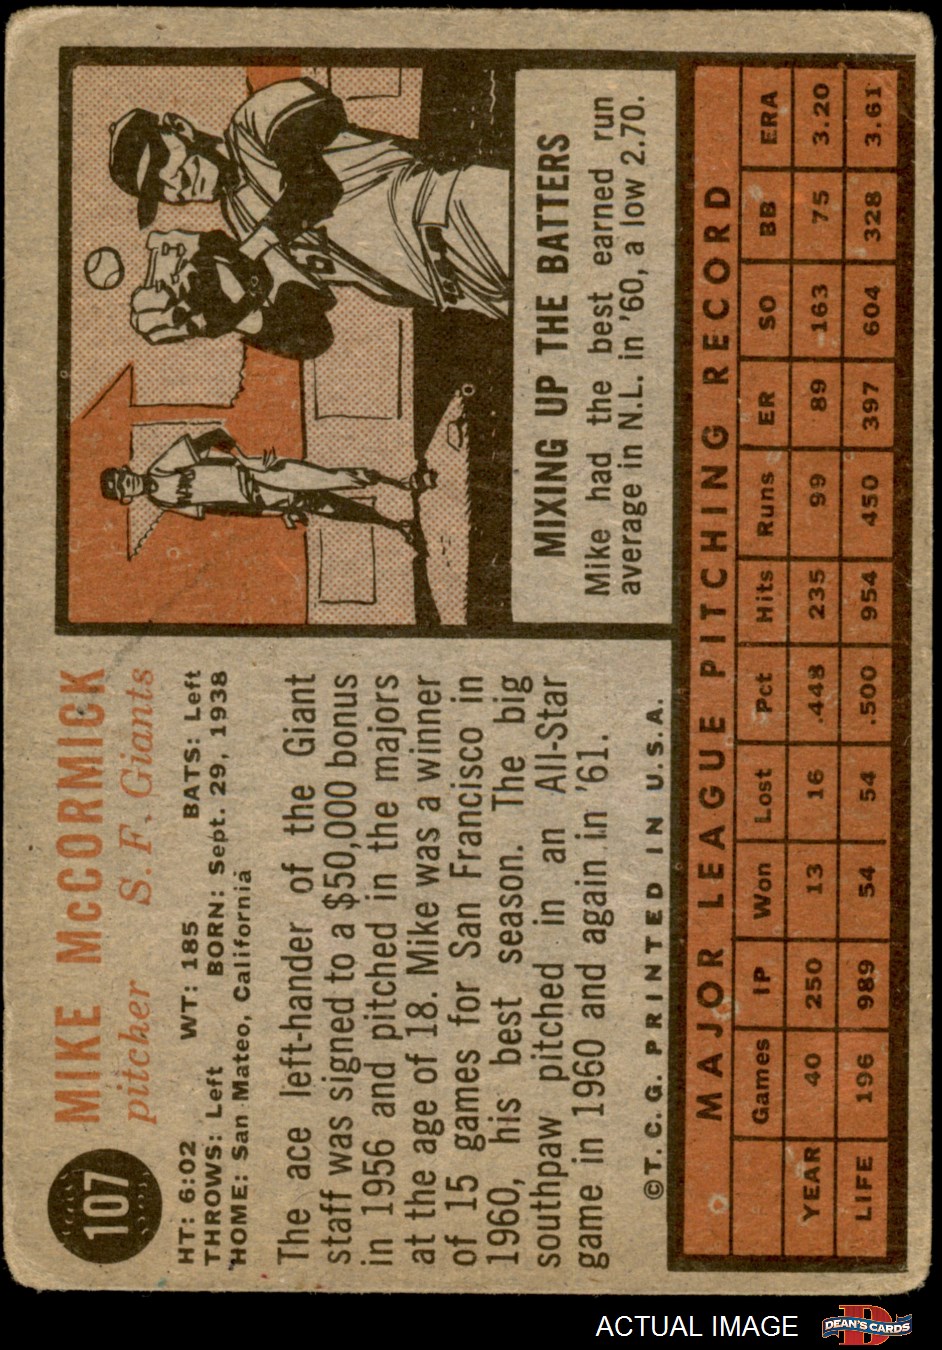 107
MIKE McCORMICK
pitcher S. F. Giants
HT: 6:02 WT: 185 BATS: Left
THROWS: Left BORN: Sept. 29, 1938
HOME: San Mateo, California
The ace left-hander of the Giant
staff was signed to a $50,000 bonus
in 1956 and pitched in the majors
at the age of 18. Mike was a winner
of 15 games for San Francisco in
1960, his best season. The big
southpaw pitched in an All-Star
game in 1960 and again in '61.
© T. C. G. PRINTED IN U.S.A.
MIXING UP THE BATTERS
Mike had the best earned run
average in N.L. in '60, a low 2.70.
MAJOR LEAGUE PITCHING RECORD
Games IP Won Lost Pct Hits Runs ER SO BB ERA
YEAR 40 250 13 16 .448 235 99 89 163 75 3.20
LIFE 196 989 54 54 .500 954 450 397 604 328 3.61
ACTUAL IMAGE
DEAN'S CARDS